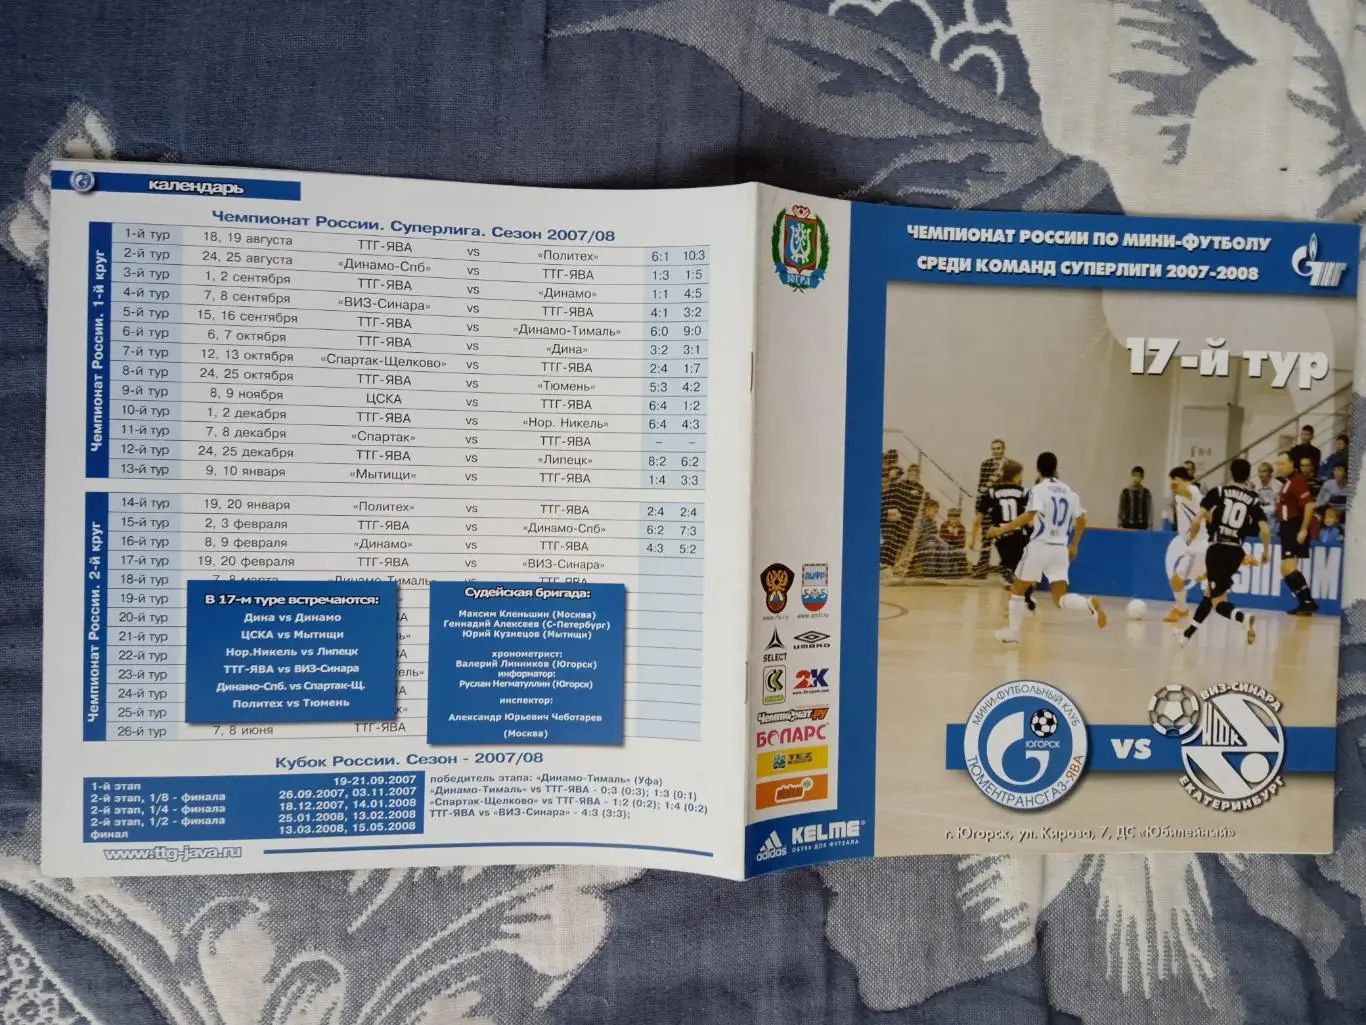 календарь
Чемпионат России. Суперлига. Сезон 2007/08
Чемпионат России. 1-й круг
1-й тур 18, 19 августа ТТГ-ЯВА vs «Политех» 6:1 10:3
2-й тур 24, 25 августа «Динамо-Спб» vs ТТГ-ЯВА 1:3 1:5
3-й тур 1, 2 сентября ТТГ-ЯВА vs «Динамо» 1:1 4:5
4-й тур 7, 8 сентября «ВИЗ-Синара» vs ТТГ-ЯВА 4:1 3:2
5-й тур 15, 16 сентября ТТГ-ЯВА vs «Динамо-Тималь» 6:0 9:0
6-й тур 6, 7 октября ТТГ-ЯВА vs «Дина» 3:2 3:1
7-й тур 12, 13 октября «Спартак-Щелково» vs ТТГ-ЯВА 2:4 1:7
8-й тур 24, 25 октября ТТГ-ЯВА vs «Тюмень» 5:3 4:2
9-й тур 8, 9 ноября ЦСКА vs ТТГ-ЯВА 6:4 1:2
10-й тур 1, 2 декабря ТТГ-ЯВА vs «Нор. Никель» 6:4 4:3
11-й тур 7, 8 декабря «Спартак» vs ТТГ-ЯВА – –
12-й тур 24, 25 декабря ТТГ-ЯВА vs «Липецк» 8:2 6:2
13-й тур 9, 10 января «Мытищи» vs ТТГ-ЯВА 1:4 3:3
Чемпионат России. 2-й круг
14-й тур 19, 20 января «Политех» vs ТТГ-ЯВА 2:4 2:4
15-й тур 2, 3 февраля ТТГ-ЯВА vs «Динамо-Спб» 6:2 7:3
16-й тур 8, 9 февраля «Динамо» vs ТТГ-ЯВА 4:3 5:2
17-й тур 19, 20 февраля ТТГ-ЯВА vs «ВИЗ-Синара»
18-й тур 7, 8 марта «Динамо-Тималь» vs ТТГ-ЯВА
19-й тур
20-й тур
21-й тур
22-й тур
23-й тур
24-й тур
25-й тур
26-й тур 7, 8 июня
В 17-м туре встречаются:
Дина vs Динамо
ЦСКА vs Мытищи
Нор.Никель vs Липецк
ТТГ-ЯВА vs ВИЗ-Синара
Динамо-Спб. vs Спартак-Щ.
Политех vs Тюмень
Судейская бригада:
Максим Кленьшин (Москва)
Геннадий Алексеев (С-Петербург)
Юрий Кузнецов (Мытищи)
хронометрист:
Валерий Линников (Югорск)
информатор:
Руслан Негматуллин (Югорск)
инспектор:
Александр Юрьевич Чеботарев
(Москва)
Кубок России. Сезон - 2007/08
1-й этап 19-21.09.2007 победитель этапа: «Динамо-Тималь» (Уфа)
2-й этап, 1/8 - финала 26.09.2007, 03.11.2007 «Динамо-Тималь» vs ТТГ-ЯВА - 0:3 (0:3); 1:3 (0:1)
2-й этап, 1/4 - финала 18.12.2007, 14.01.2008 «Спартак-Щелково» vs ТТГ-ЯВА - 1:2 (0:2); 1:4 (0:2)
2-й этап, 1/2 - финала 25.01.2008, 13.02.2008 ТТГ-ЯВА vs «ВИЗ-Синара» - 4:3 (3:3);
финал 13.03.2008, 15.05.2008
www.ttg-java.ru
ЮГРА
www.rfs.ru
www.amfr.ru
SELECT
UMBRO
2K
Чемпионат.ру
БОЛАРС
TEZ
adidas
KELME
ОБУВЬ ДЛЯ ФУТЗАЛА
ЧЕМПИОНАТ РОССИИ ПО МИНИ-ФУТБОЛУ
СРЕДИ КОМАНД СУПЕРЛИГИ 2007-2008
ТТГ
17-й тур
11
10
10
МИНИ-ФУТБОЛЬНЫЙ КЛУБ
ЮГОРСК
ТЮМЕНТРАНСГАЗ-ЯВА
vs
ВИЗ-СИНАРА
ЕКАТЕРИНБУРГ
г. Югорск, ул. Кирова, 7, ДС «Юбилейный»